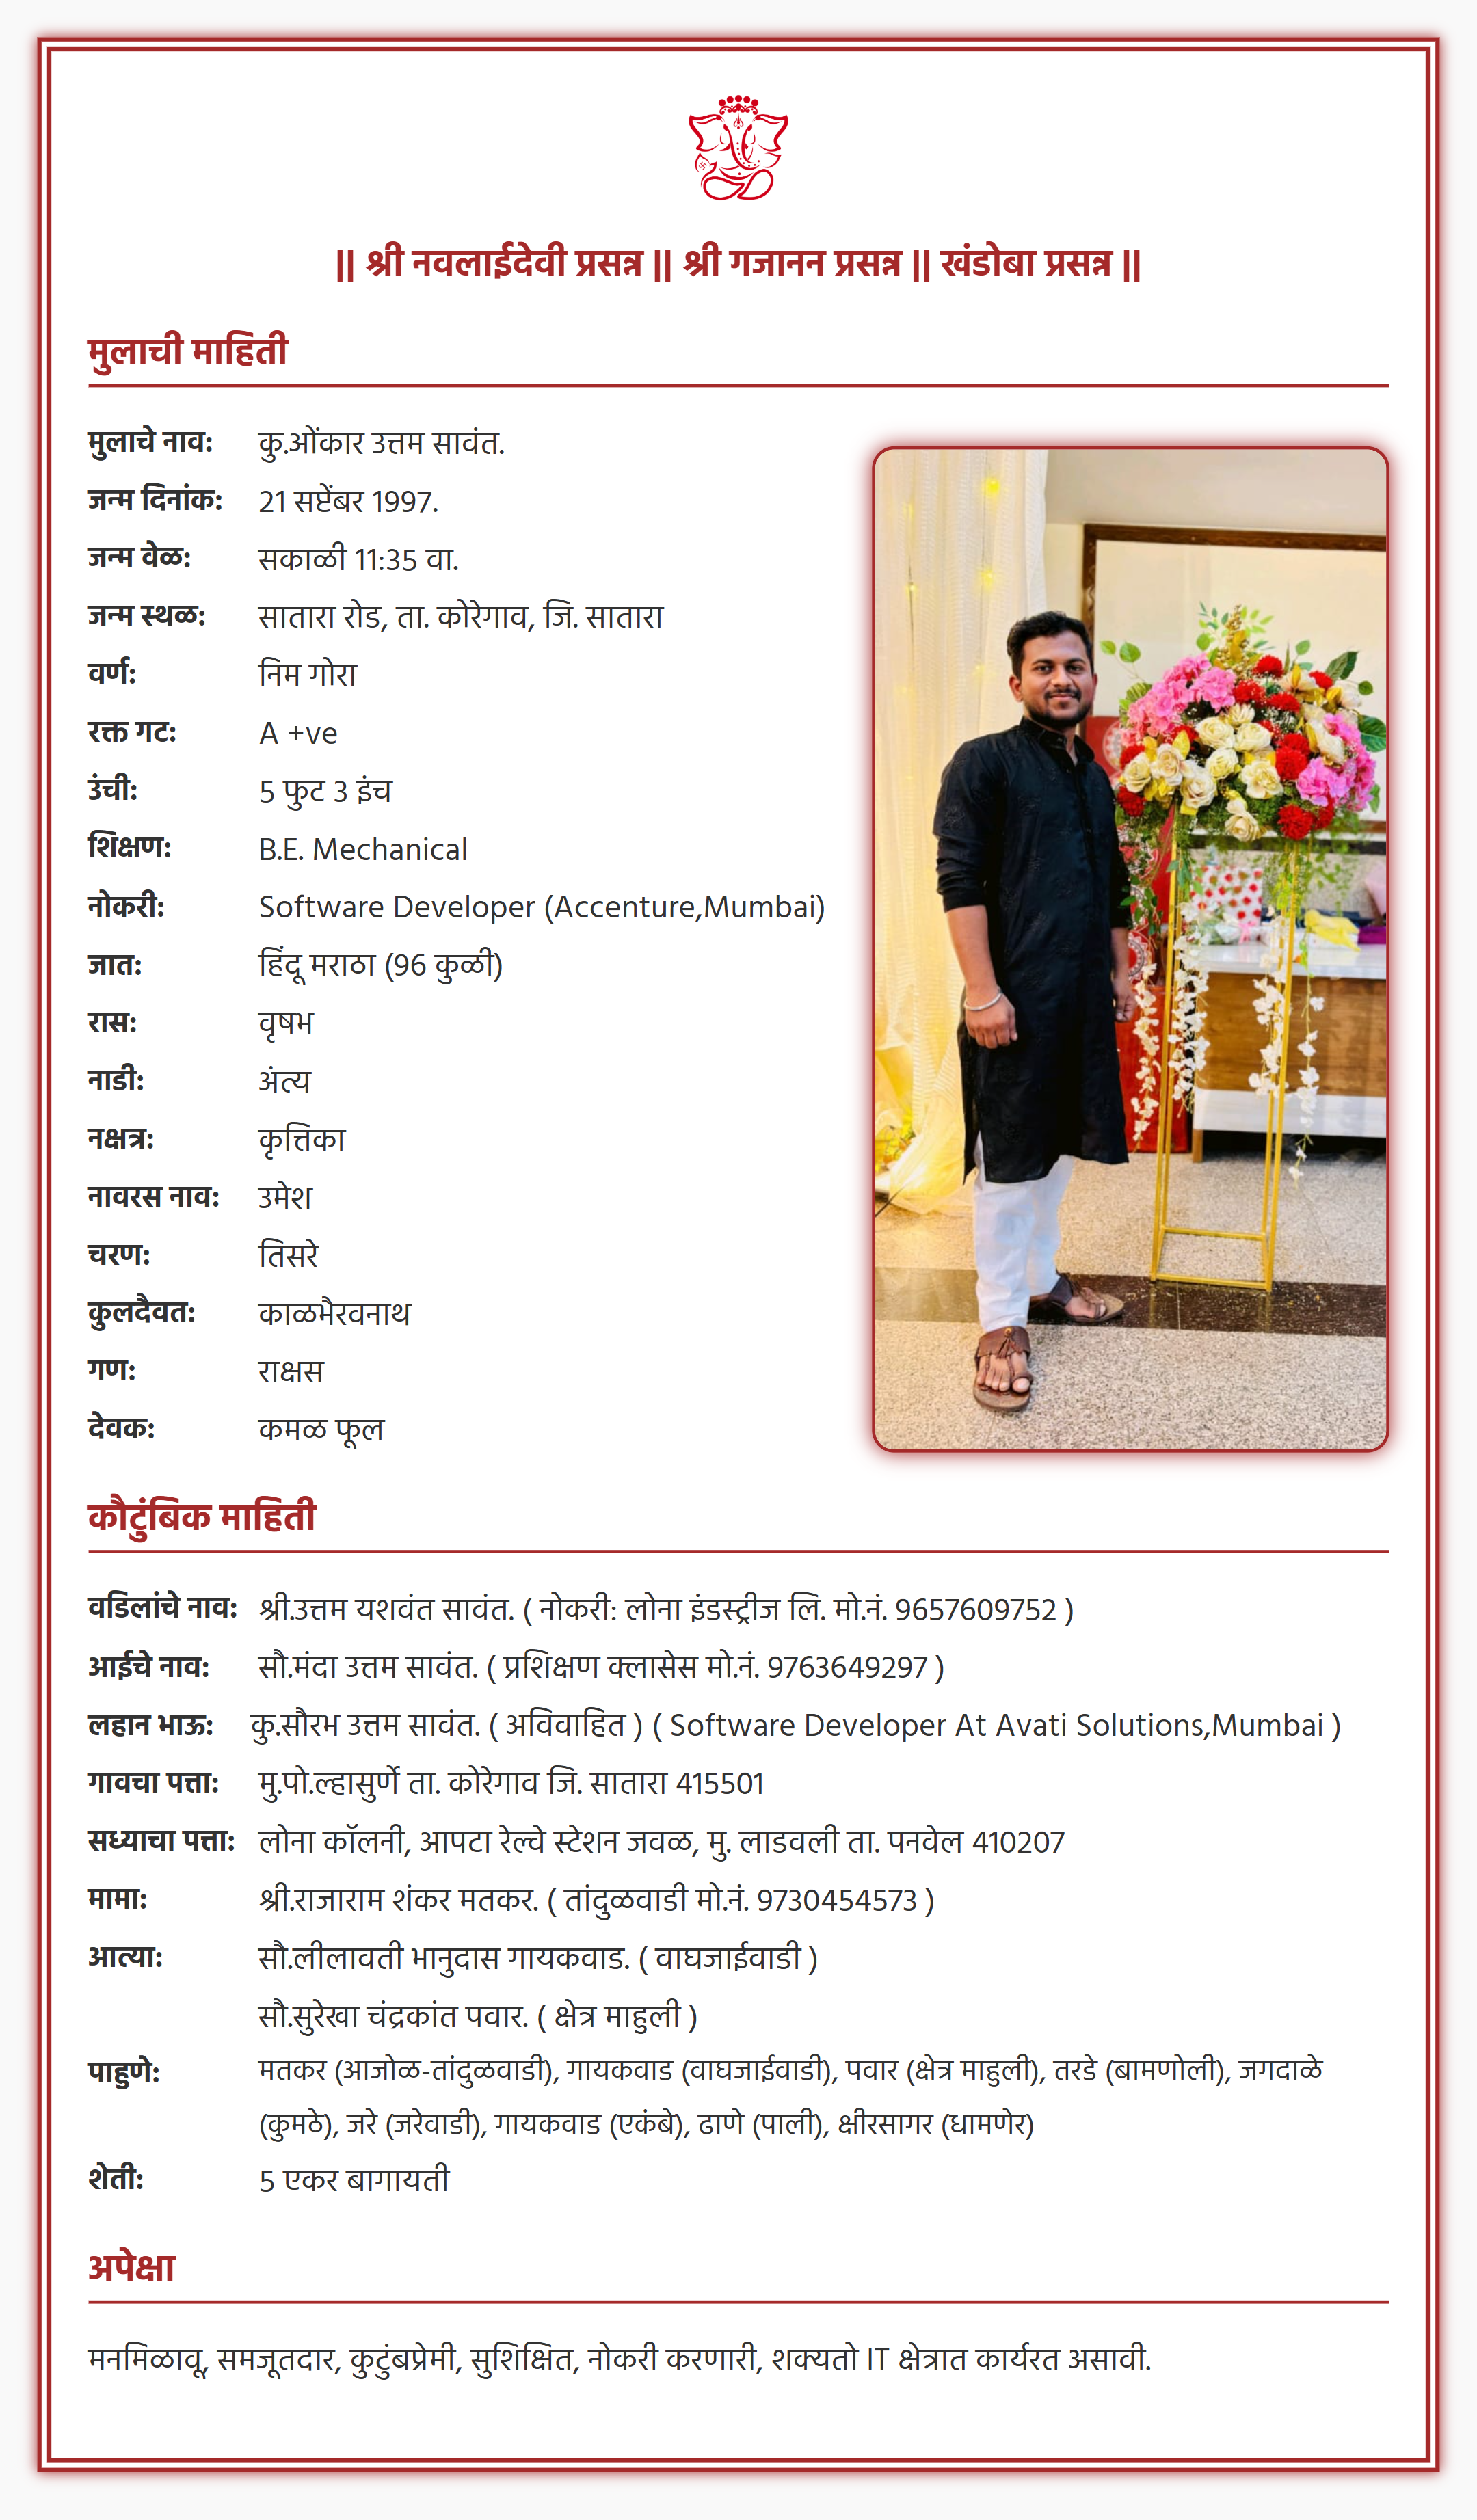 || श्री नवलाईदेवी प्रसन्न || श्री गजानन प्रसन्न || खंडोबा प्रसन्न ||
मुलाची माहिती
मुलाचे नाव: कु.ओंकार उत्तम सावंत.
जन्म दिनांक: 21 सप्टेंबर 1997.
जन्म वेळ: सकाळी 11:35 वा.
जन्म स्थळ: सातारा रोड, ता. कोरेगाव, जि. सातारा
वर्ण: निम गोरा
रक्त गट: A +ve
उंची: 5 फुट 3 इंच
शिक्षण: B.E. Mechanical
नोकरी: Software Developer (Accenture,Mumbai)
जात: हिंदू मराठा (96 कुळी)
रास: वृषभ
नाडी: अंत्य
नक्षत्र: कृत्तिका
नावरस नाव: उमेश
चरण: तिसरे
कुलदैवत: काळभैरवनाथ
गण: राक्षस
देवक: कमळ फूल
कौटुंबिक माहिती
वडिलांचे नाव: श्री.उत्तम यशवंत सावंत. ( नोकरी: लोना इंडस्ट्रीज लि. मो.नं. 9657609752 )
आईचे नाव: सौ.मंदा उत्तम सावंत. ( प्रशिक्षण क्लासेस मो.नं. 9763649297 )
लहान भाऊ: कु.सौरभ उत्तम सावंत. ( अविवाहित ) ( Software Developer At Avati Solutions,Mumbai )
गावचा पत्ता: मु.पो.ल्हासुर्णे ता. कोरेगाव जि. सातारा 415501
सध्याचा पत्ता: लोना कॉलनी, आपटा रेल्वे स्टेशन जवळ, मु. लाडवली ता. पनवेल 410207
मामा: श्री.राजाराम शंकर मतकर. ( तांदुळवाडी मो.नं. 9730454573 )
आत्या: सौ.लीलावती भानुदास गायकवाड. ( वाघजाईवाडी )
सौ.सुरेखा चंद्रकांत पवार. ( क्षेत्र माहुली )
पाहुणे: मतकर (आजोळ-तांदुळवाडी), गायकवाड (वाघजाईवाडी), पवार (क्षेत्र माहुली), तरडे (बामणोली), जगदाळे
(कुमठे), जरे (जरेवाडी), गायकवाड (एकंबे), ढाणे (पाली), क्षीरसागर (धामणेर)
शेती: 5 एकर बागायती
अपेक्षा
मनमिळावू, समजूतदार, कुटुंबप्रेमी, सुशिक्षित, नोकरी करणारी, शक्यतो IT क्षेत्रात कार्यरत असावी.